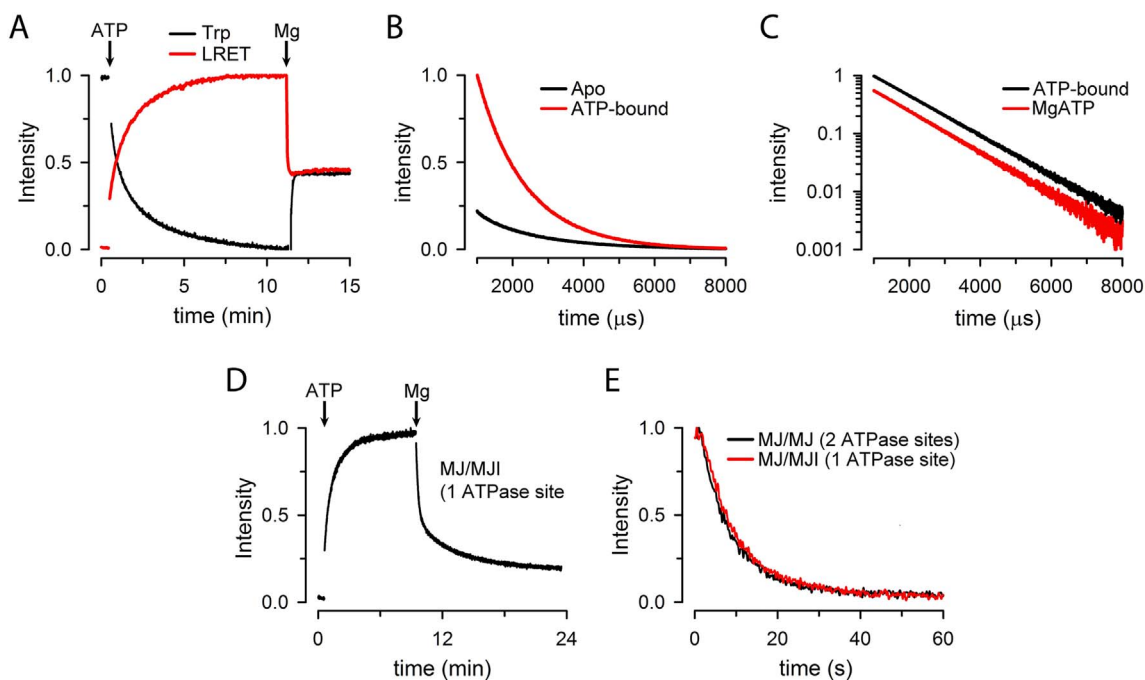 A
ATP
Mg
Trp
LRET
1.0
0.5
0.0
Intensity
0
5
10
15
time (min)
B
Apo
ATP-bound
1.0
0.5
0.0
intensity
2000
4000
6000
8000
time (μs)
C
ATP-bound
MgATP
1
0.1
0.01
0.001
intensity
2000
4000
6000
8000
time (μs)
D
ATP
Mg
MJ/MJI
(1 ATPase site
1.0
0.5
0.0
Intensity
0
12
24
time (min)
E
MJ/MJ (2 ATPase sites)
MJ/MJI (1 ATPase site)
1.0
0.5
0.0
Intensity
0
20
40
60
time (s)